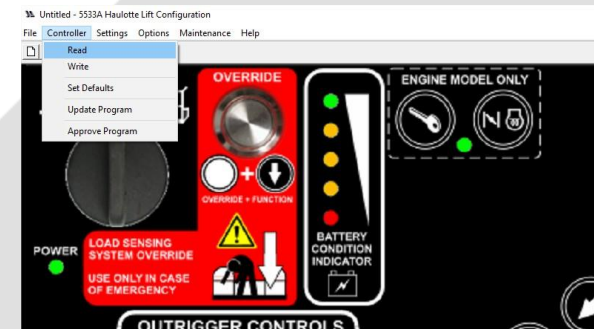 Untitled - 5533A Haulotte Lift Configuration
File Controller Settings Options Maintenance Help
Read
Write
Set Defaults
Update Program
Approve Program
OVERRIDE
OVERRIDE + FUNCTION
LOAD SENSING
SYSTEM OVERRIDE
USE ONLY IN CASE
OF EMERGENCY
POWER
BATTERY
CONDITION
INDICATOR
ENGINE MODEL ONLY
N
OUTRIGGER CONTROLS